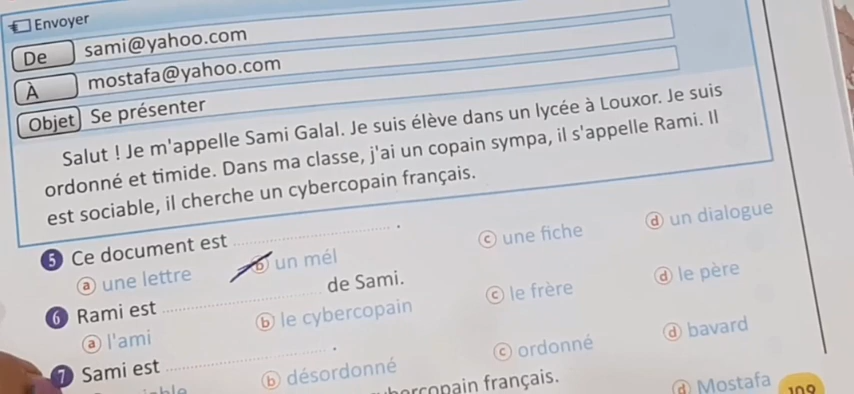 Envoyer
De sami@yahoo.com
À mostafa@yahoo.com
Objet Se présenter
Salut ! Je m'appelle Sami Galal. Je suis élève dans un lycée à Louxor. Je suis
ordonné et timide. Dans ma classe, j'ai un copain sympa, il s'appelle Rami. Il
est sociable, il cherche un cybercopain français.
5 Ce document est .................... .
a une lettre b un mél c une fiche d un dialogue
6 Rami est .................... de Sami.
a l'ami b le cybercopain c le frère d le père
7 Sami est .................... .
b désordonné c ordonné d bavard
français.
d Mostafa
109